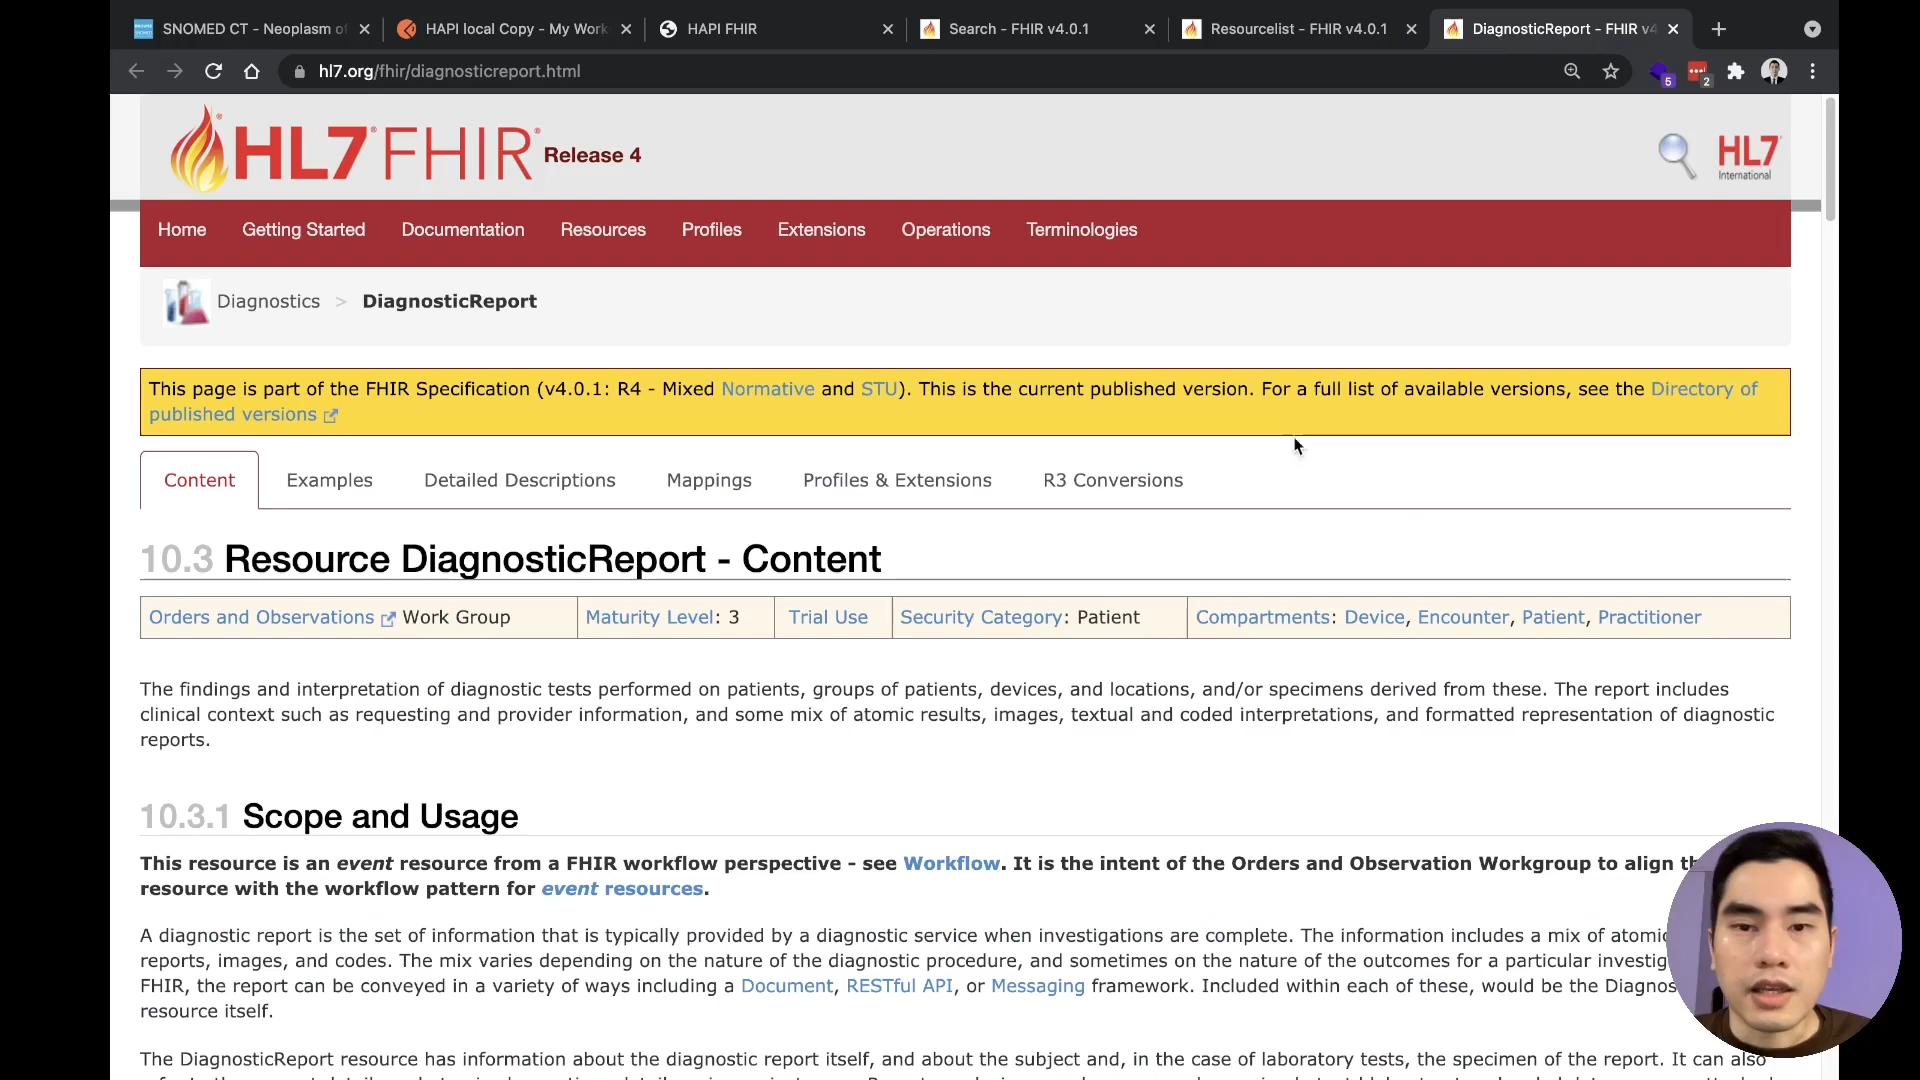 SNOMED CT - Neoplasm of
HAPI local Copy - My Work
HAPI FHIR
Search - FHIR v4.0.1
Resourcelist - FHIR v4.0.1
DiagnosticReport - FHIR v4
hl7.org/fhir/diagnosticreport.html
5
2
HL7 FHIR Release 4
HL7 International
Home Getting Started Documentation Resources Profiles Extensions Operations Terminologies
Diagnostics > DiagnosticReport
This page is part of the FHIR Specification (v4.0.1: R4 - Mixed Normative and STU). This is the current published version. For a full list of available versions, see the Directory of
published versions
Content Examples Detailed Descriptions Mappings Profiles & Extensions R3 Conversions
10.3 Resource DiagnosticReport - Content
Orders and Observations Work Group Maturity Level: 3 Trial Use Security Category: Patient Compartments: Device, Encounter, Patient, Practitioner
The findings and interpretation of diagnostic tests performed on patients, groups of patients, devices, and locations, and/or specimens derived from these. The report includes
clinical context such as requesting and provider information, and some mix of atomic results, images, textual and coded interpretations, and formatted representation of diagnostic
reports.
10.3.1 Scope and Usage
This resource is an event resource from a FHIR workflow perspective - see Workflow. It is the intent of the Orders and Observation Workgroup to align
resource with the workflow pattern for event resources.
A diagnostic report is the set of information that is typically provided by a diagnostic service when investigations are complete. The information includes a mix of atomic
reports, images, and codes. The mix varies depending on the nature of the diagnostic procedure, and sometimes on the nature of the outcomes for a particular
FHIR, the report can be conveyed in a variety of ways including a Document, RESTful API, or Messaging framework. Included within each of these, would be the
resource itself.
The DiagnosticReport resource has information about the diagnostic report itself, and about the subject and, in the case of laboratory tests, the specimen of the report. It can also